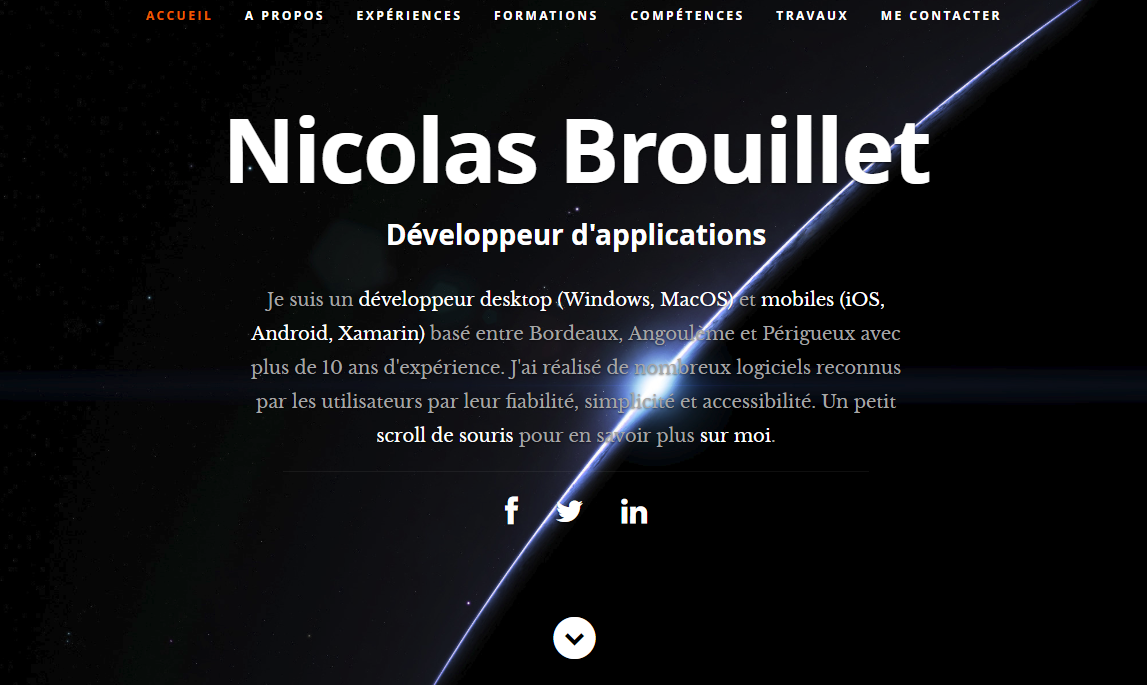 ACCUEIL A PROPOS EXPÉRIENCES FORMATIONS COMPÉTENCES TRAVAUX ME CONTACTER
Nicolas Brouillet
Développeur d'applications
Je suis un développeur desktop (Windows, MacOS) et mobiles (iOS,
Android, Xamarin) basé entre Bordeaux, Angoulème et Périgueux avec
plus de 10 ans d'expérience. J'ai réalisé de nombreux logiciels reconnus
par les utilisateurs par leur fiabilité, simplicité et accessibilité. Un petit
scroll de souris pour en savoir plus sur moi.